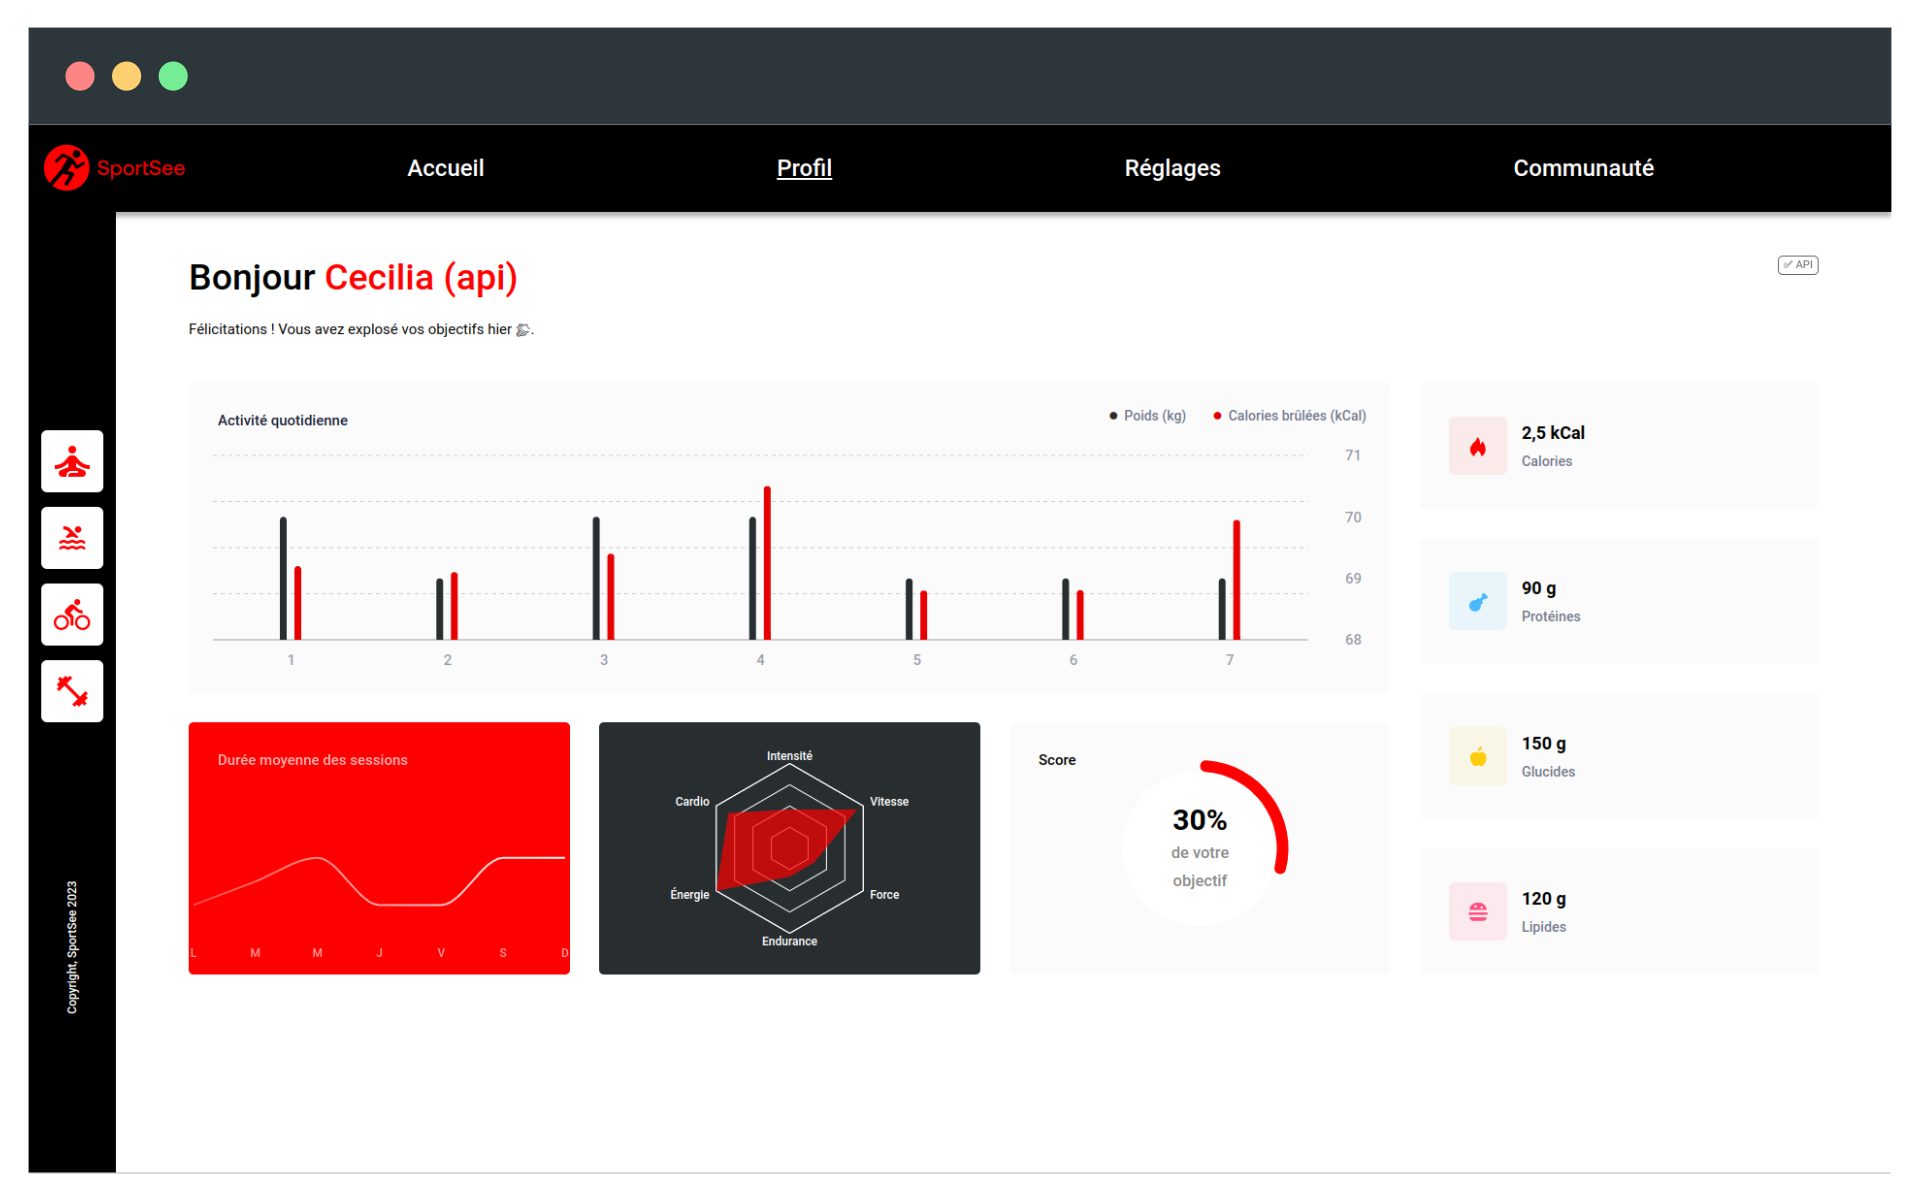 SportSee
Accueil
Profil
Réglages
Communauté
Bonjour Cecilia (api)
API
Félicitations ! Vous avez explosé vos objectifs hier .
Activité quotidienne
Poids (kg)
Calories brûlées (kCal)
71
70
69
68
1
2
3
4
5
6
7
2,5 kCal
Calories
90 g
Protéines
150 g
Glucides
120 g
Lipides
Durée moyenne des sessions
L
M
M
J
V
S
D
Intensité
Vitesse
Force
Endurance
Énergie
Cardio
Score
30%
de votre
objectif
Copyright, SportSee 2023